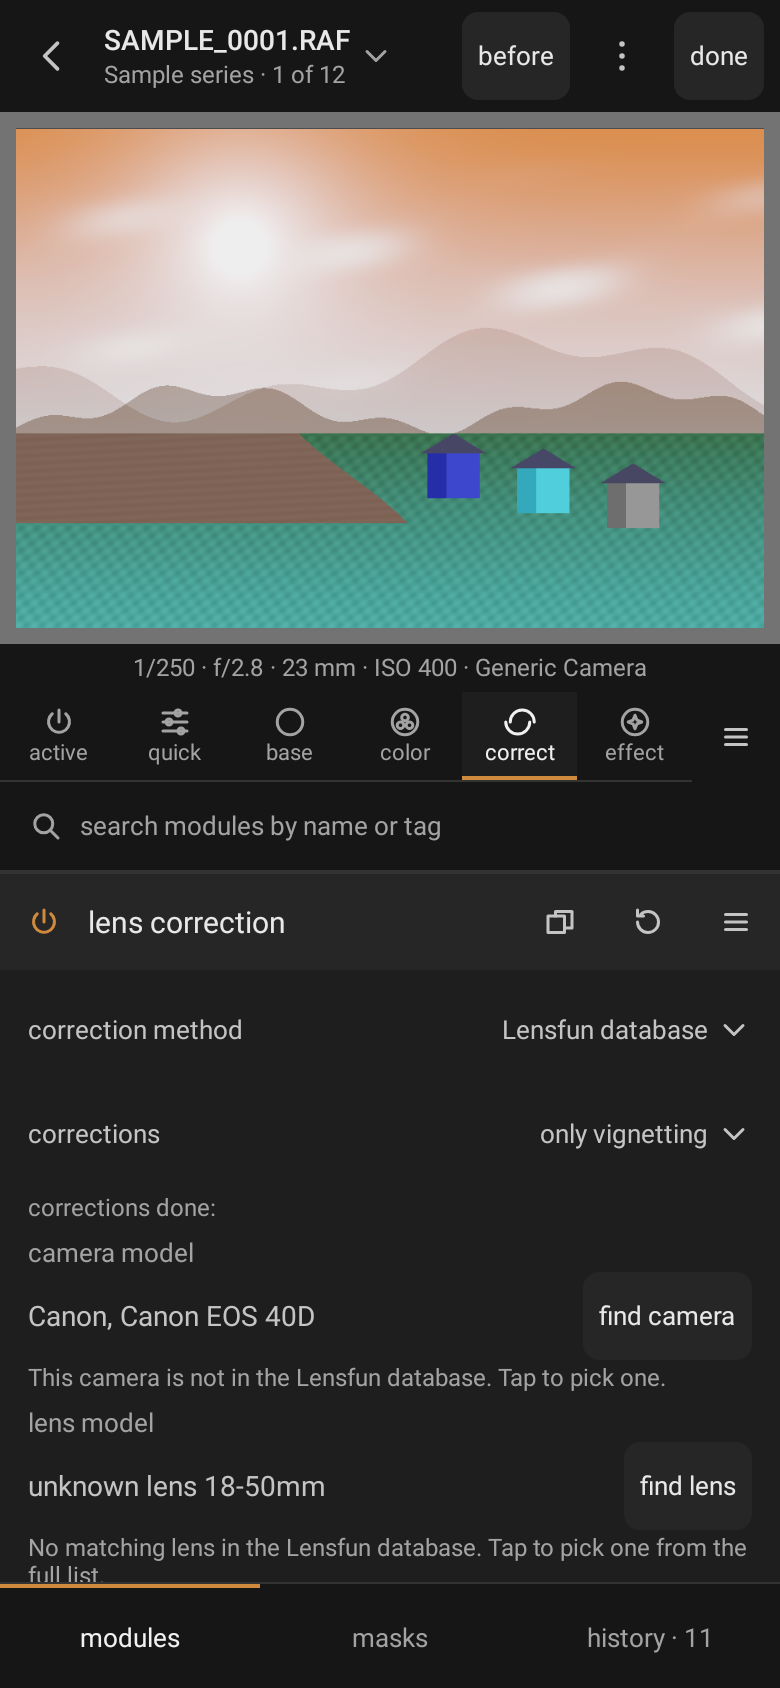 SAMPLE_0001.RAF
Sample series · 1 of 12
before
done
1/250 · f/2.8 · 23 mm · ISO 400 · Generic Camera
active
quick
base
color
correct
effect
search modules by name or tag
lens correction
correction method
Lensfun database
corrections
only vignetting
corrections done:
camera model
Canon, Canon EOS 40D
find camera
This camera is not in the Lensfun database. Tap to pick one.
lens model
unknown lens 18-50mm
find lens
No matching lens in the Lensfun database. Tap to pick one from the
full list.
modules
masks
history · 11